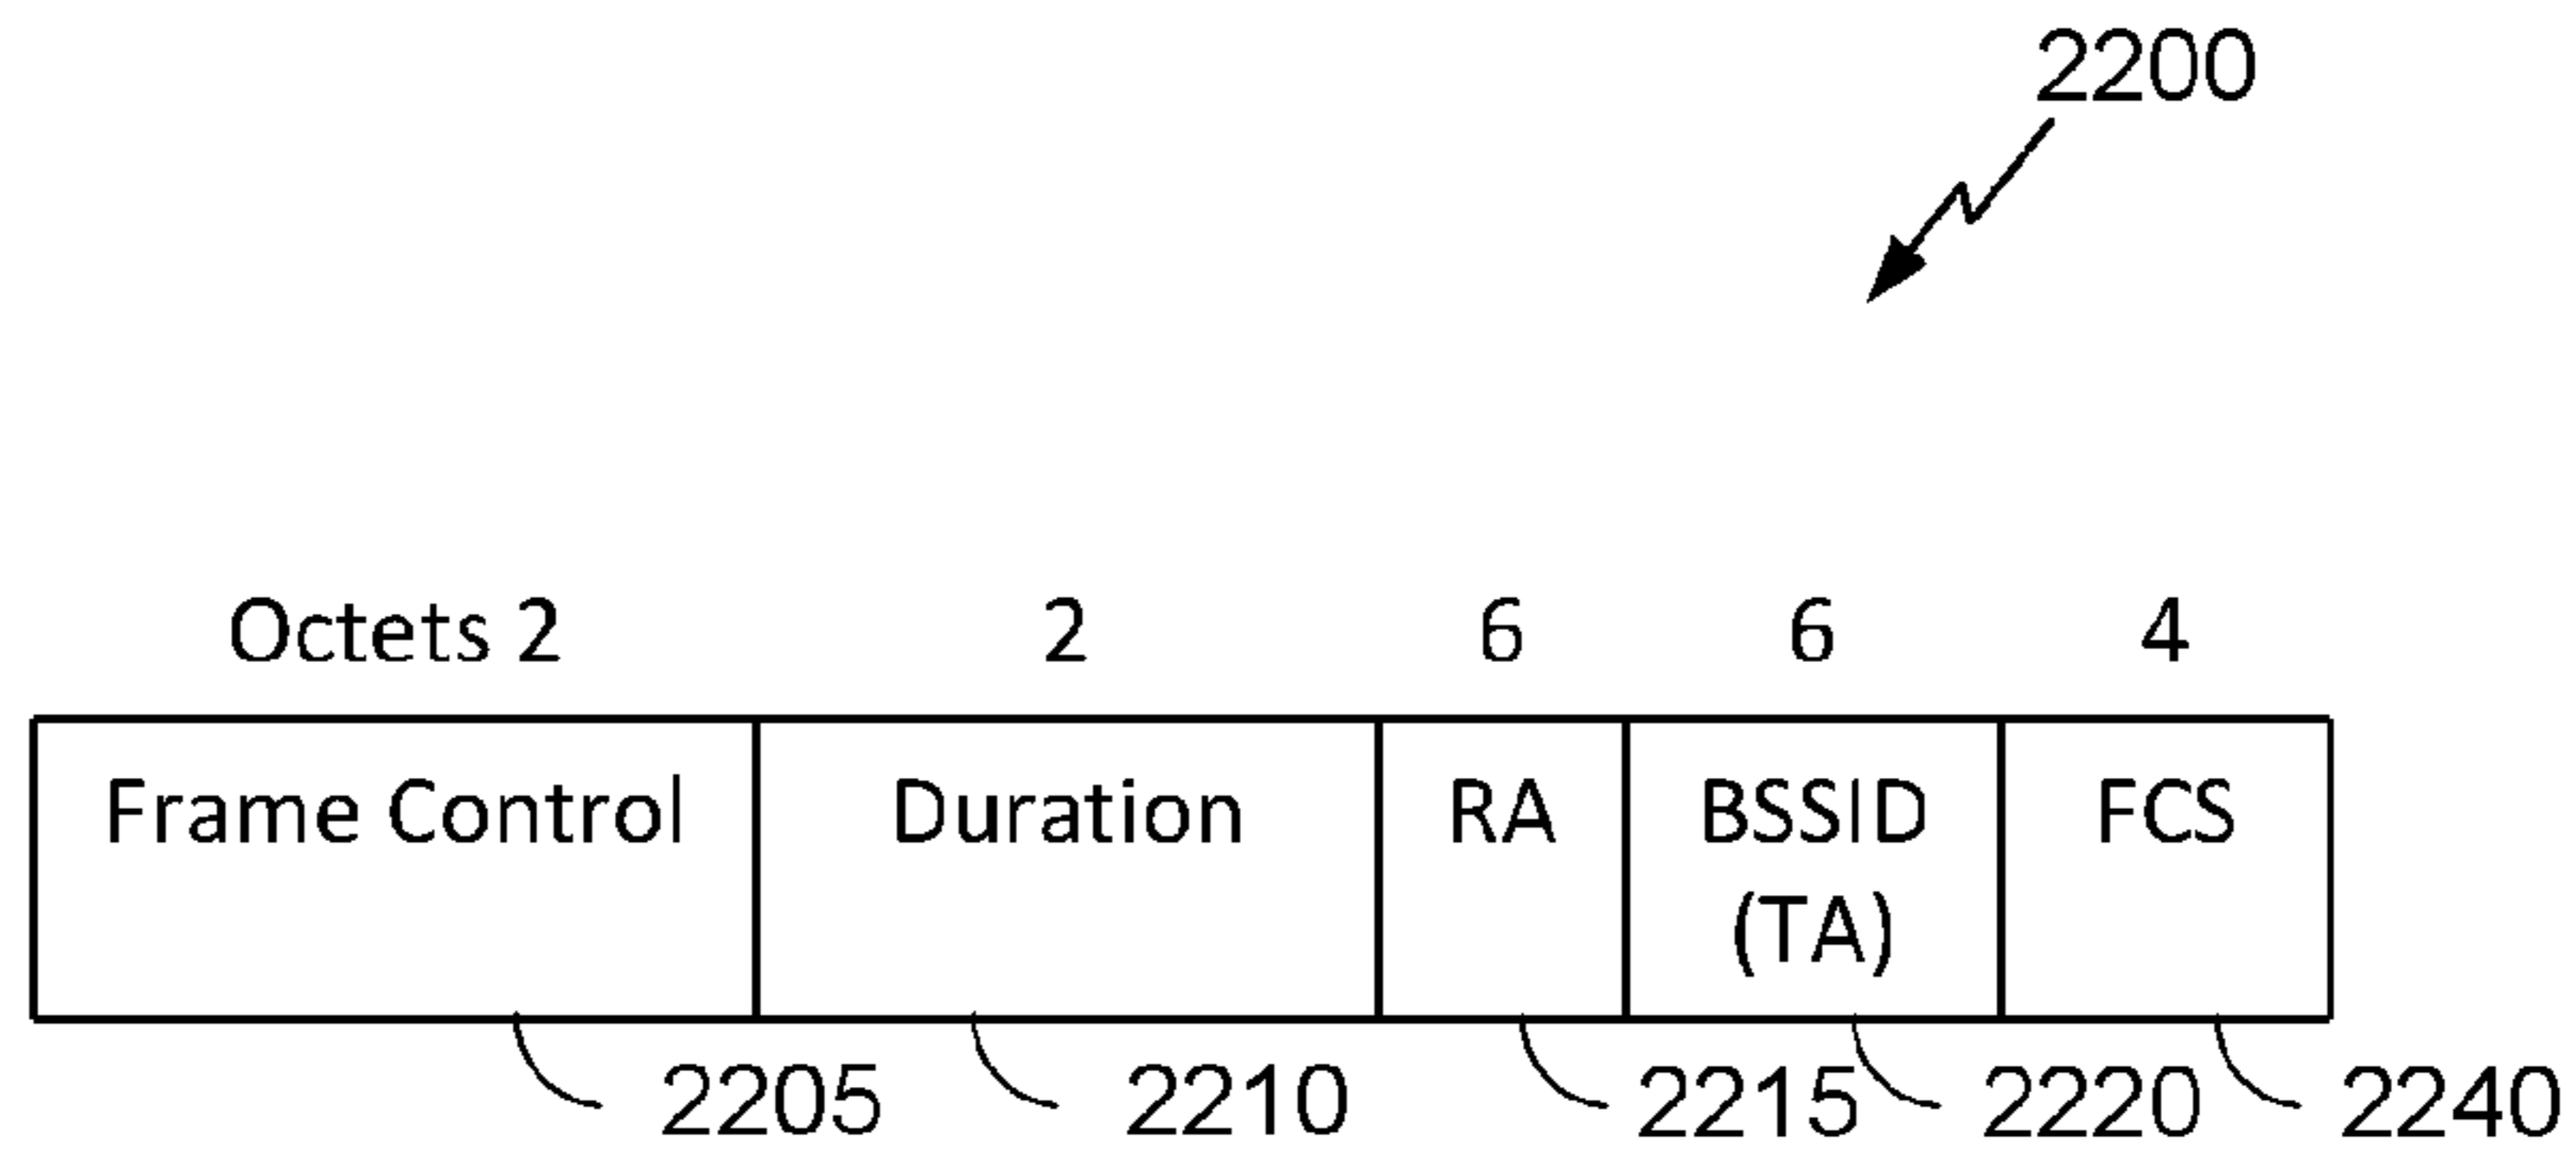 2200
Octets 2 2 6 6 4
Frame Control Duration RA BSSID FCS
(TA)
2205 2210 2215 2220 2240